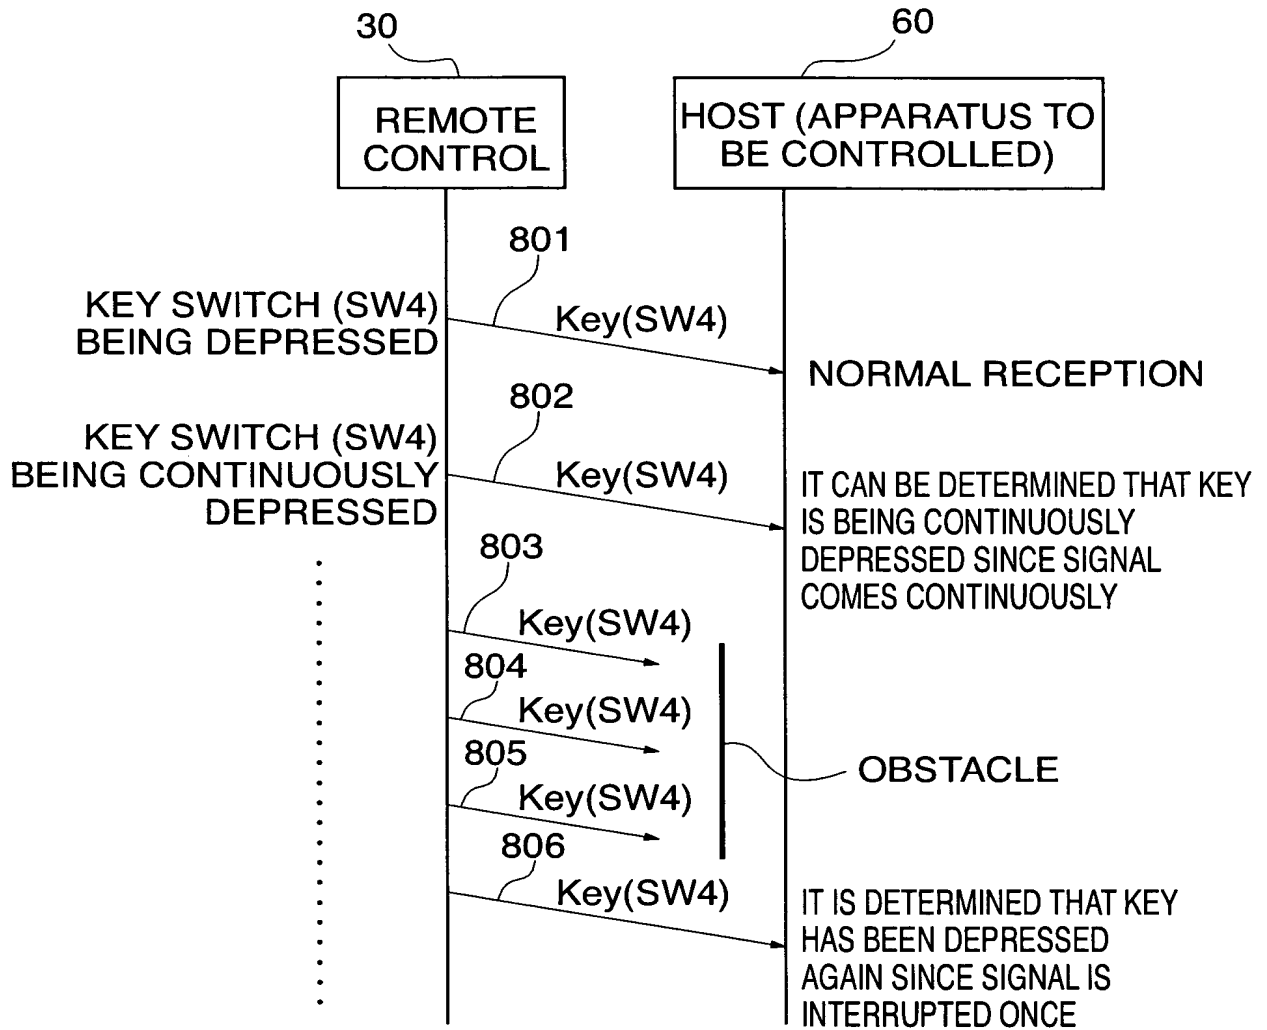 30
60
REMOTE
CONTROL
HOST (APPARATUS TO
BE CONTROLLED)
801
KEY SWITCH (SW4)
BEING DEPRESSED
Key(SW4)
NORMAL RECEPTION
802
KEY SWITCH (SW4)
BEING CONTINUOUSLY
DEPRESSED
Key(SW4)
IT CAN BE DETERMINED THAT KEY
IS BEING CONTINUOUSLY
DEPRESSED SINCE SIGNAL
COMES CONTINUOUSLY
803
Key(SW4)
804
Key(SW4)
OBSTACLE
805
Key(SW4)
806
Key(SW4)
IT IS DETERMINED THAT KEY
HAS BEEN DEPRESSED
AGAIN SINCE SIGNAL IS
INTERRUPTED ONCE